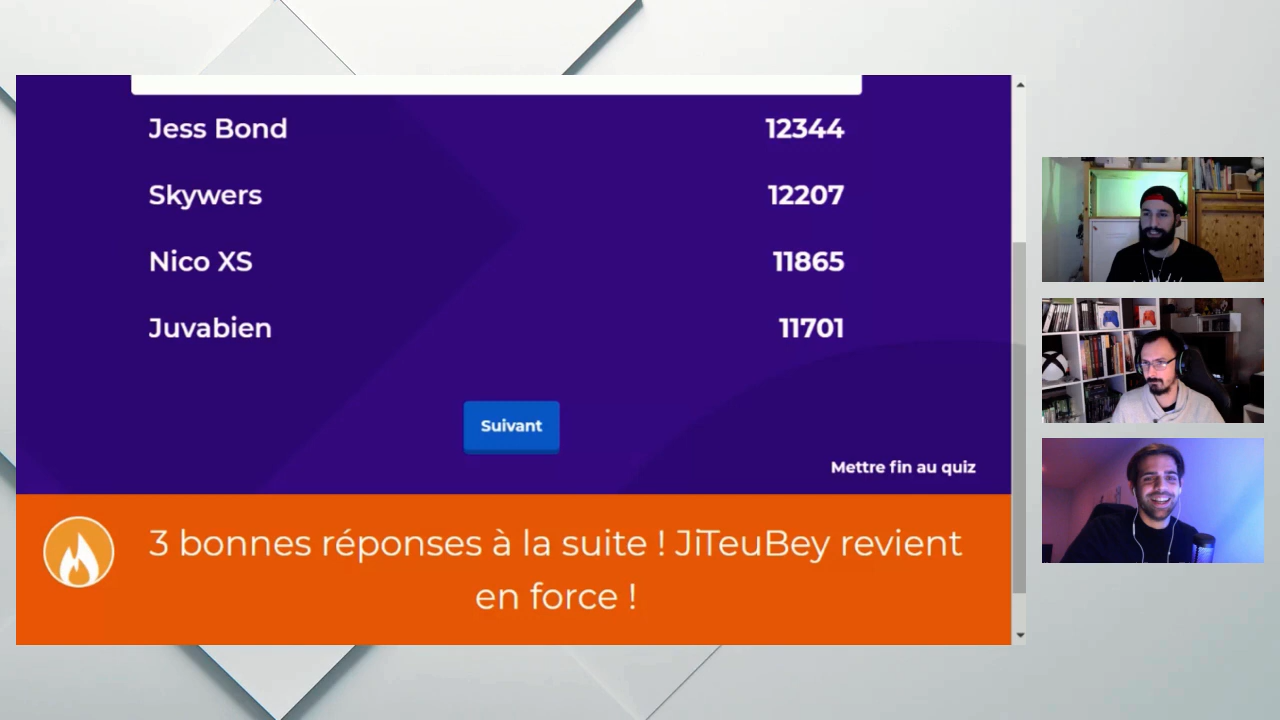 Jess Bond 12344
Skywers 12207
Nico XS 11865
Juvabien 11701
Suivant
Mettre fin au quiz
3 bonnes réponses à la suite ! JiTeuBey revient
en force !